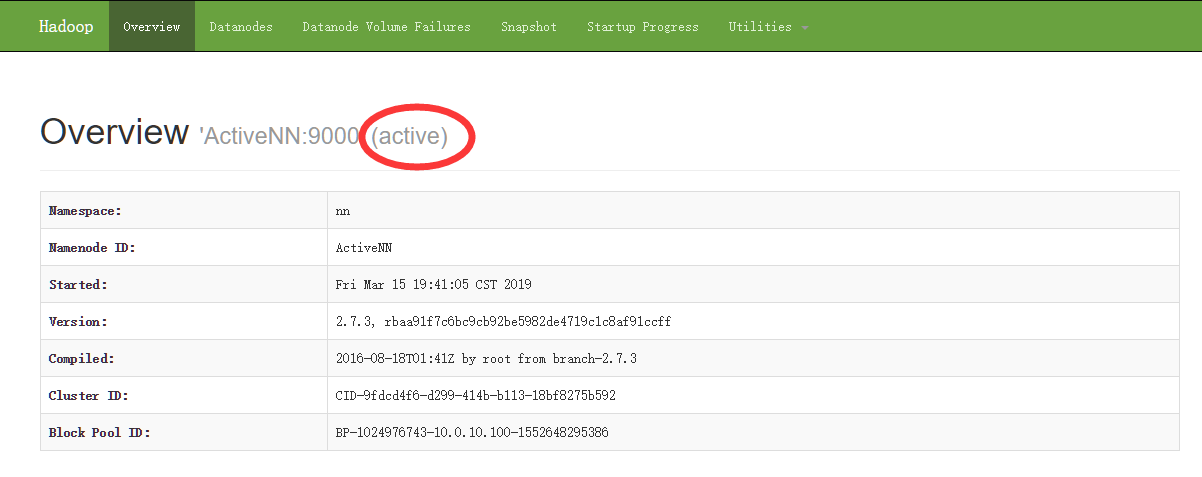 Hadoop Overview Datanodes Datanode Volume Failures Snapshot Startup Progress Utilities
Overview 'ActiveNN:9000 (active)
Namespace: nn
Namenode ID: ActiveNN
Started: Fri Mar 15 19:41:05 CST 2019
Version: 2.7.3, rbaa91f7c6bc9cb92be5982de4719c1c8af91ccff
Compiled: 2016-08-18T01:41Z by root from branch-2.7.3
Cluster ID: CID-9fdcd4f6-d299-414b-b113-18bf8275b592
Block Pool ID: BP-1024976743-10.0.10.100-1552648295386